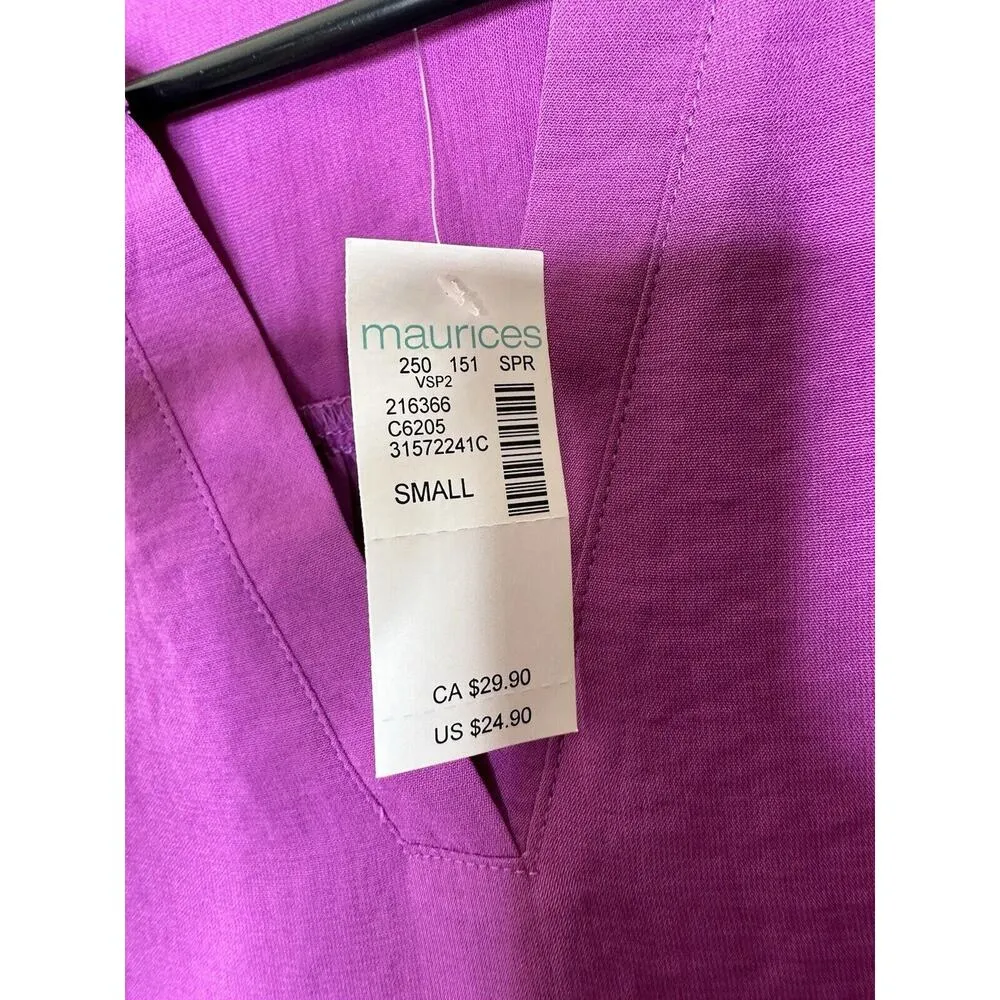 maurices
250 151 SPR
VSP2
216366
C6205
31572241C
SMALL
CA $29.90
US $24.90